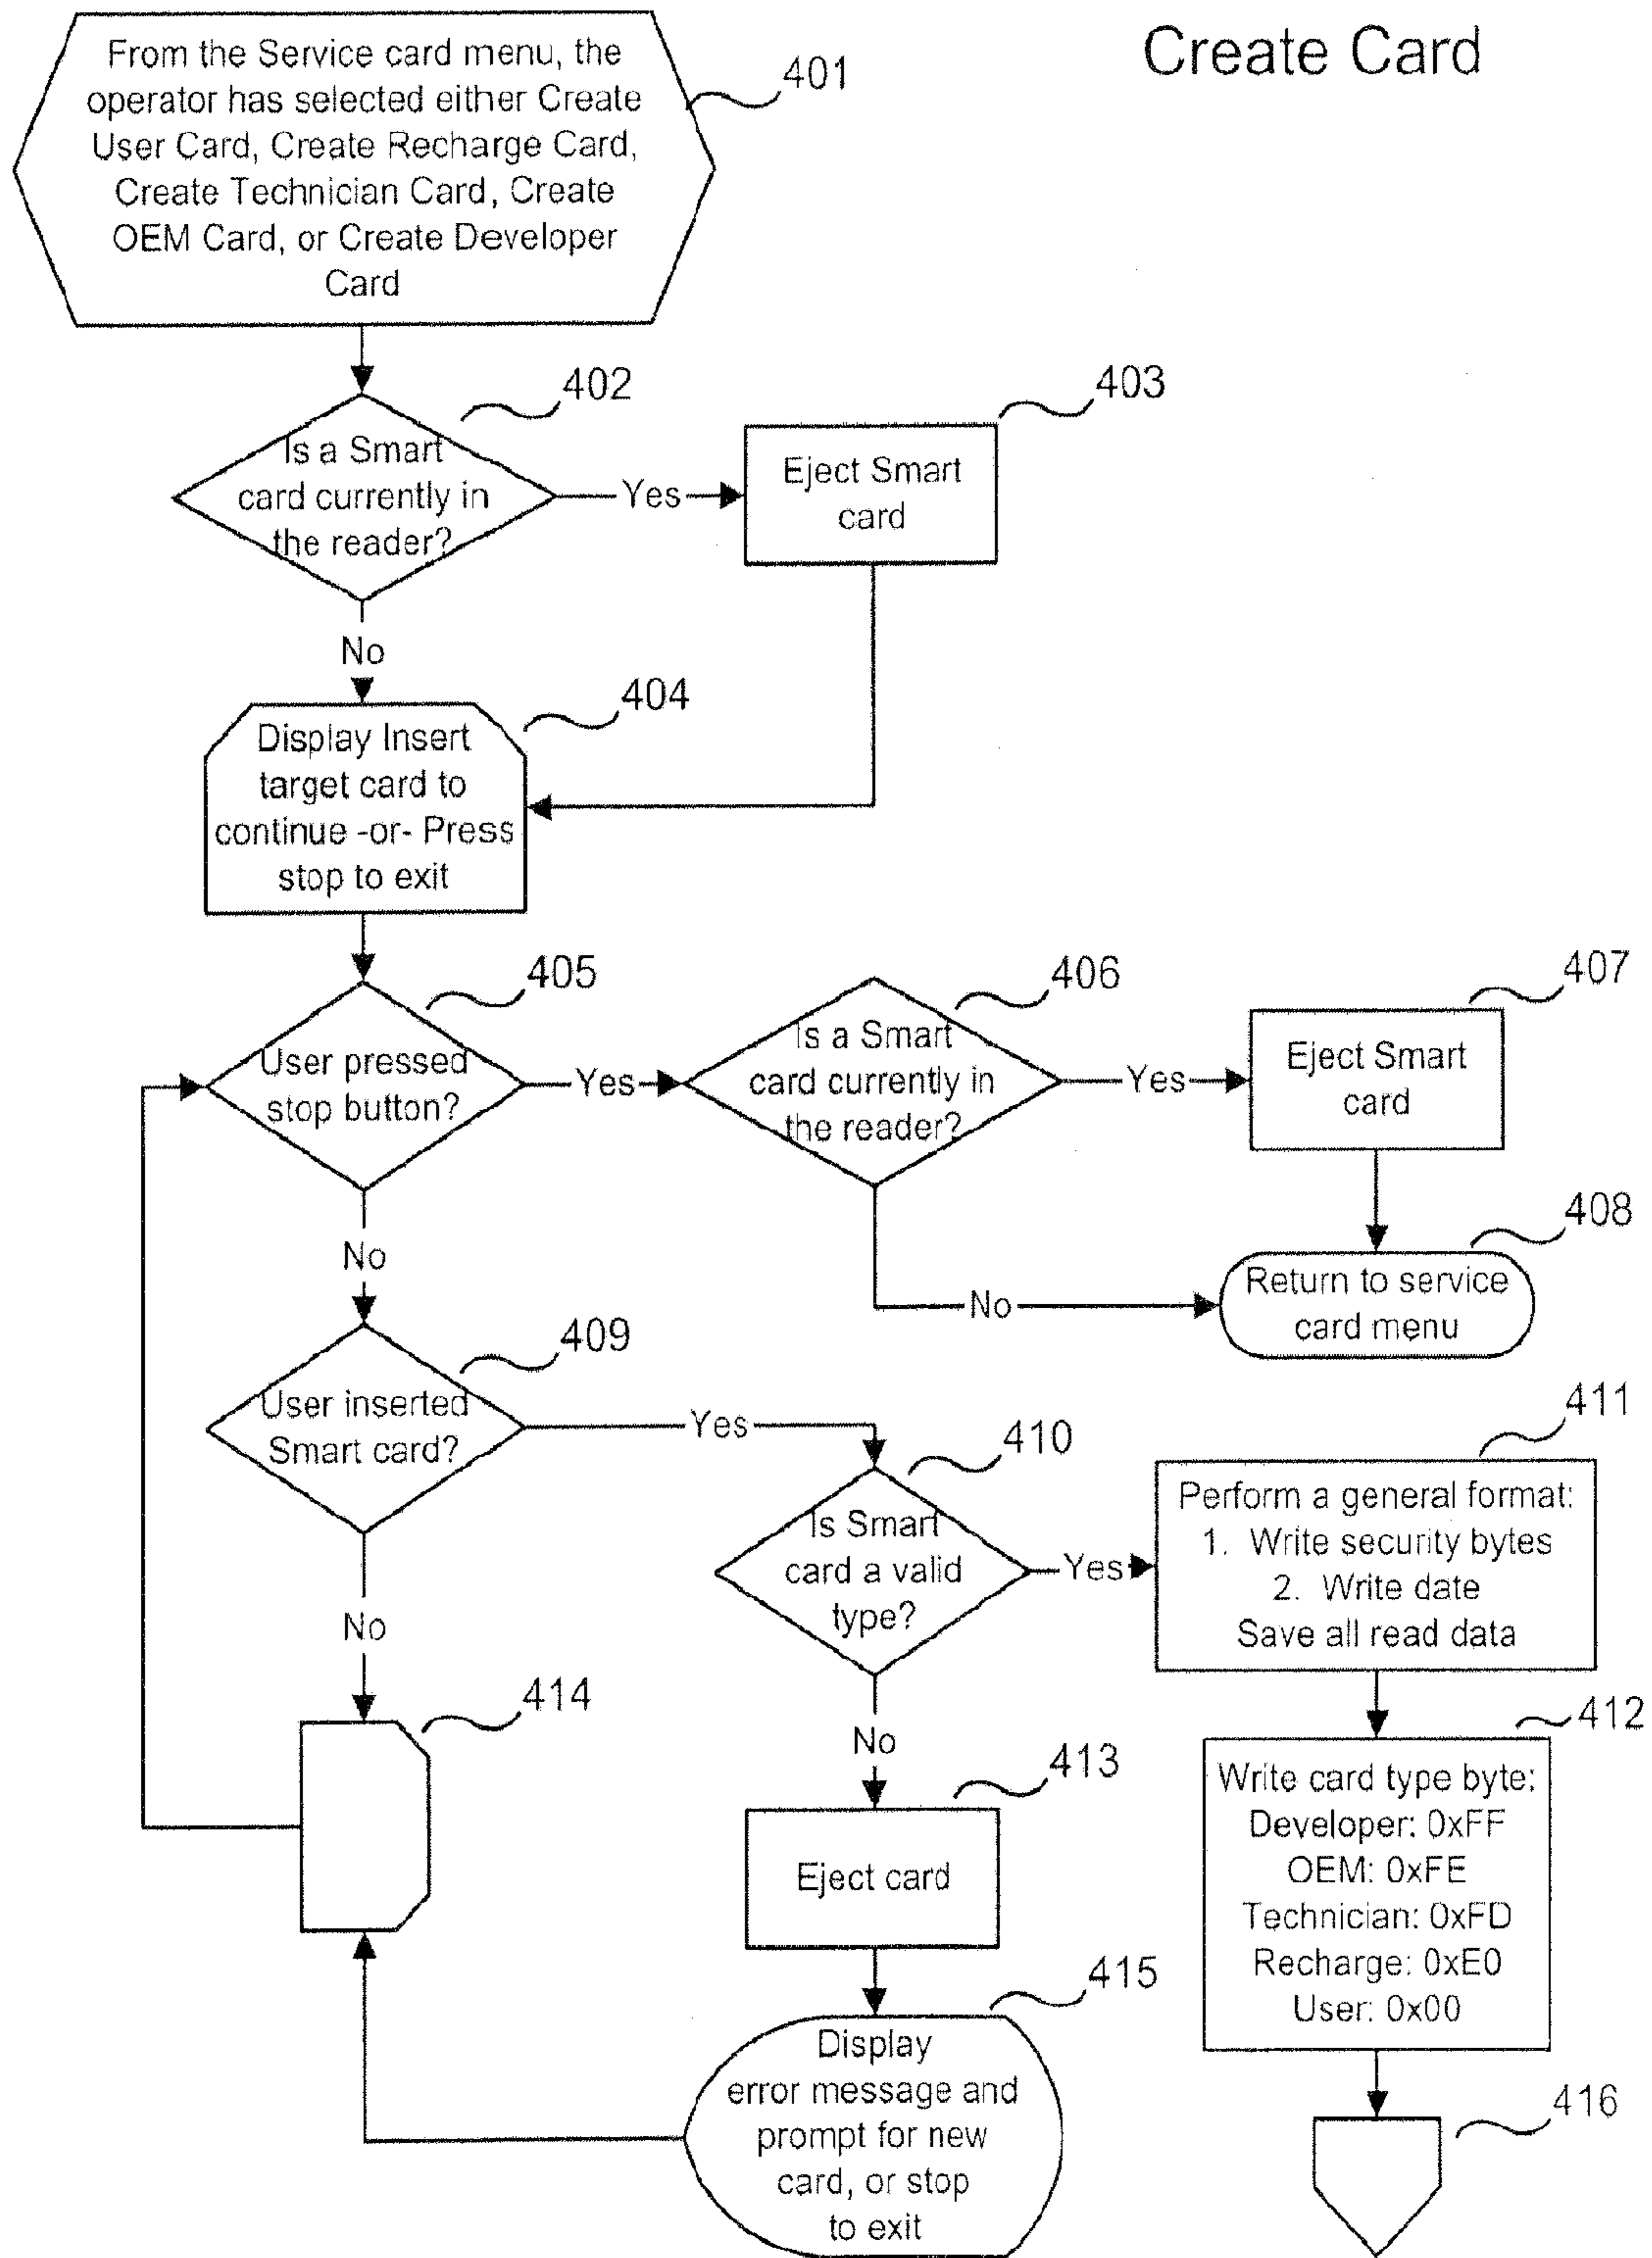 Create Card
From the Service card menu, the
operator has selected either Create
User Card, Create Recharge Card,
Create Technician Card, Create
OEM Card, or Create Developer
Card
401
402
Is a Smart
card currently in
the reader?
Yes
403
Eject Smart
card
No
404
Display Insert
target card to
continue -or- Press
stop to exit
405
User pressed
stop button?
Yes
406
Is a Smart
card currently in
the reader?
Yes
407
Eject Smart
card
No
408
Return to service
card menu
No
409
User inserted
Smart card?
Yes
410
Is Smart
card a valid
type?
Yes
411
Perform a general format:
1. Write security bytes
2. Write date
Save all read data
No
414
No
413
Eject card
412
Write card type byte:
Developer: 0xFF
OEM: 0xFE
Technician: 0xFD
Recharge: 0xE0
User: 0x00
415
Display
error message and
prompt for new
card, or stop
to exit
416